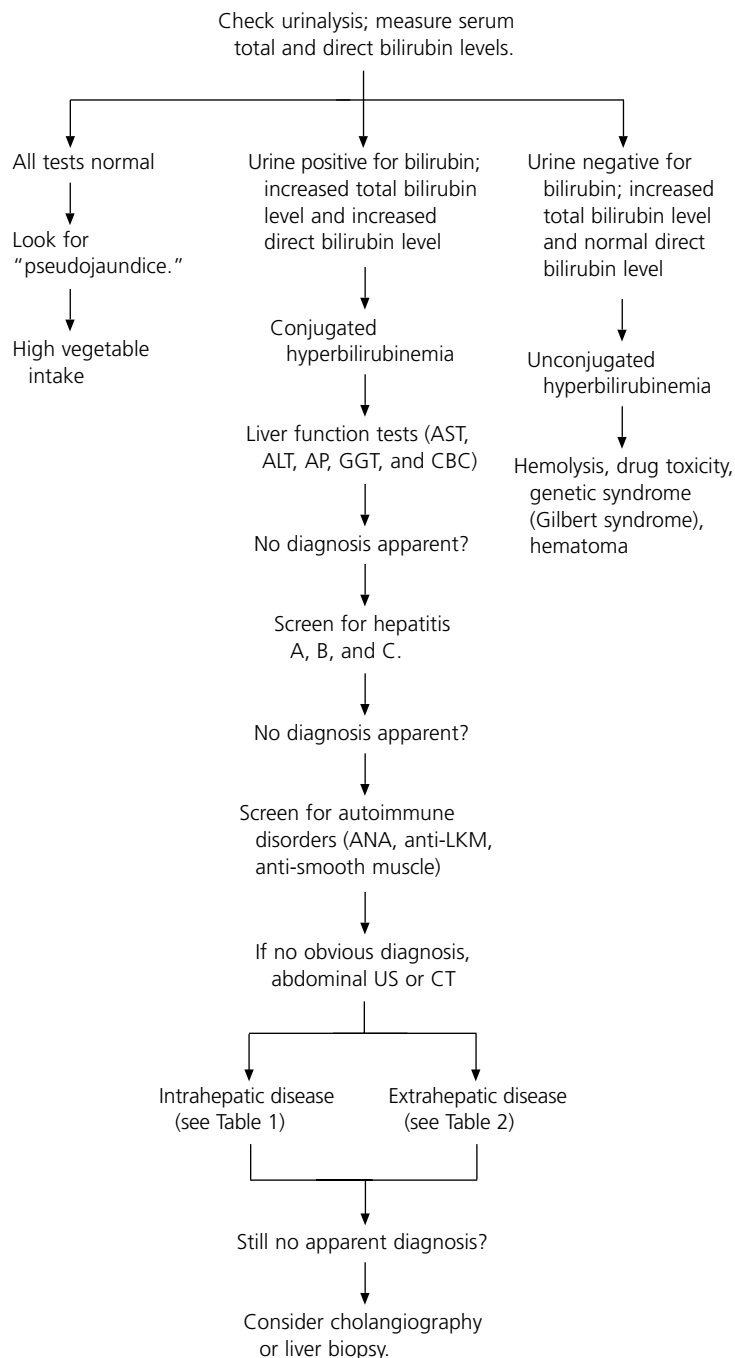 Check urinalysis; measure serum
total and direct bilirubin levels.
All tests normal
Look for
“pseudojaundice.”
High vegetable
intake
Urine positive for bilirubin;
increased total bilirubin
level and increased
direct bilirubin level
Conjugated
hyperbilirubinemia
Liver function tests (AST,
ALT, AP, GGT, and CBC)
No diagnosis apparent?
Screen for hepatitis
A, B, and C.
No diagnosis apparent?
Screen for autoimmune
disorders (ANA, anti-LKM,
anti-smooth muscle)
If no obvious diagnosis,
abdominal US or CT
Intrahepatic disease
(see Table 1)
Extrahepatic disease
(see Table 2)
Still no apparent diagnosis?
Consider cholangiography
or liver biopsy.
Urine negative for
bilirubin; increased
total bilirubin level
and normal direct
bilirubin level
Unconjugated
hyperbilirubinemia
Hemolysis, drug toxicity,
genetic syndrome
(Gilbert syndrome),
hematoma